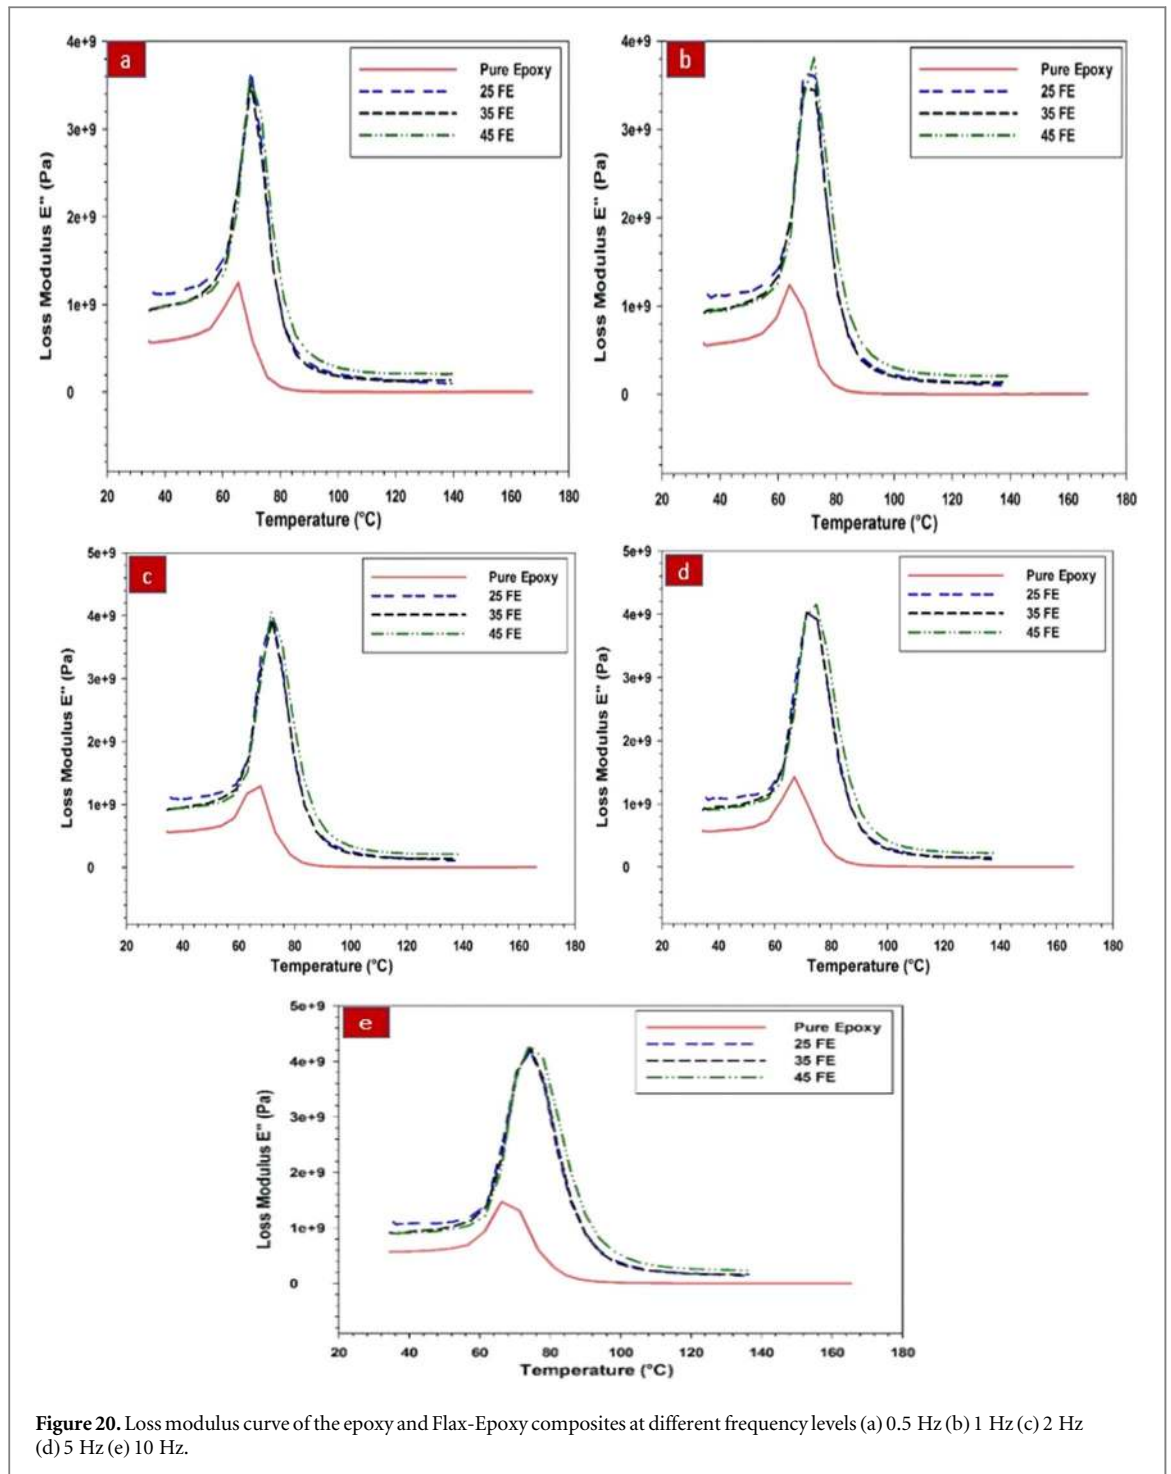 a
4e+9
3e+9
2e+9
1e+9
0
Loss Modulus E" (Pa)
Pure Epoxy
25 FE
35 FE
45 FE
20 40 60 80 100 120 140 160 180
Temperature (°C)
b
4e+9
3e+9
2e+9
1e+9
0
Loss Modulus E" (Pa)
Pure Epoxy
25 FE
35 FE
45 FE
20 40 60 80 100 120 140 160 180
Temperature (°C)
c
5e+9
4e+9
3e+9
2e+9
1e+9
0
Loss Modulus E" (Pa)
Pure Epoxy
25 FE
35 FE
45 FE
20 40 60 80 100 120 140 160 180
Temperature (°C)
d
5e+9
4e+9
3e+9
2e+9
1e+9
0
Loss Modulus E" (Pa)
Pure Epoxy
25 FE
35 FE
45 FE
20 40 60 80 100 120 140 160 180
Temperature (°C)
e
5e+9
4e+9
3e+9
2e+9
1e+9
0
Loss Modulus E" (Pa)
Pure Epoxy
25 FE
35 FE
45 FE
20 40 60 80 100 120 140 160 180
Temperature (°C)
Figure 20. Loss modulus curve of the epoxy and Flax-Epoxy composites at different frequency levels (a) 0.5 Hz (b) 1 Hz (c) 2 Hz
(d) 5 Hz (e) 10 Hz.